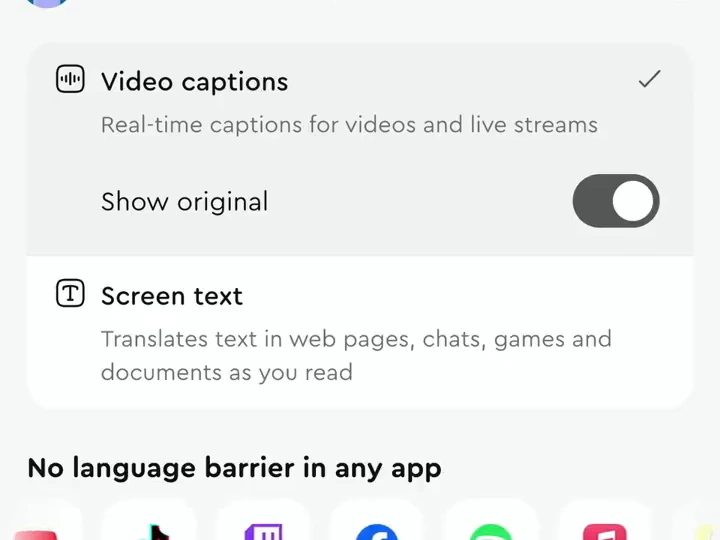 Video captions
Real-time captions for videos and live streams
Show original
Screen text
Translates text in web pages, chats, games and
documents as you read
No language barrier in any app